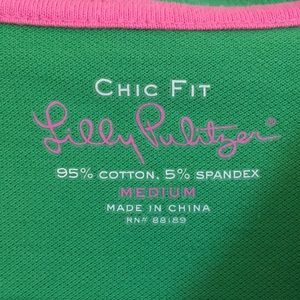 CHIC FIT
Lilly Pulitzer®
95% COTTON, 5% SPANDEX
MEDIUM
MADE IN CHINA
RN# 88189